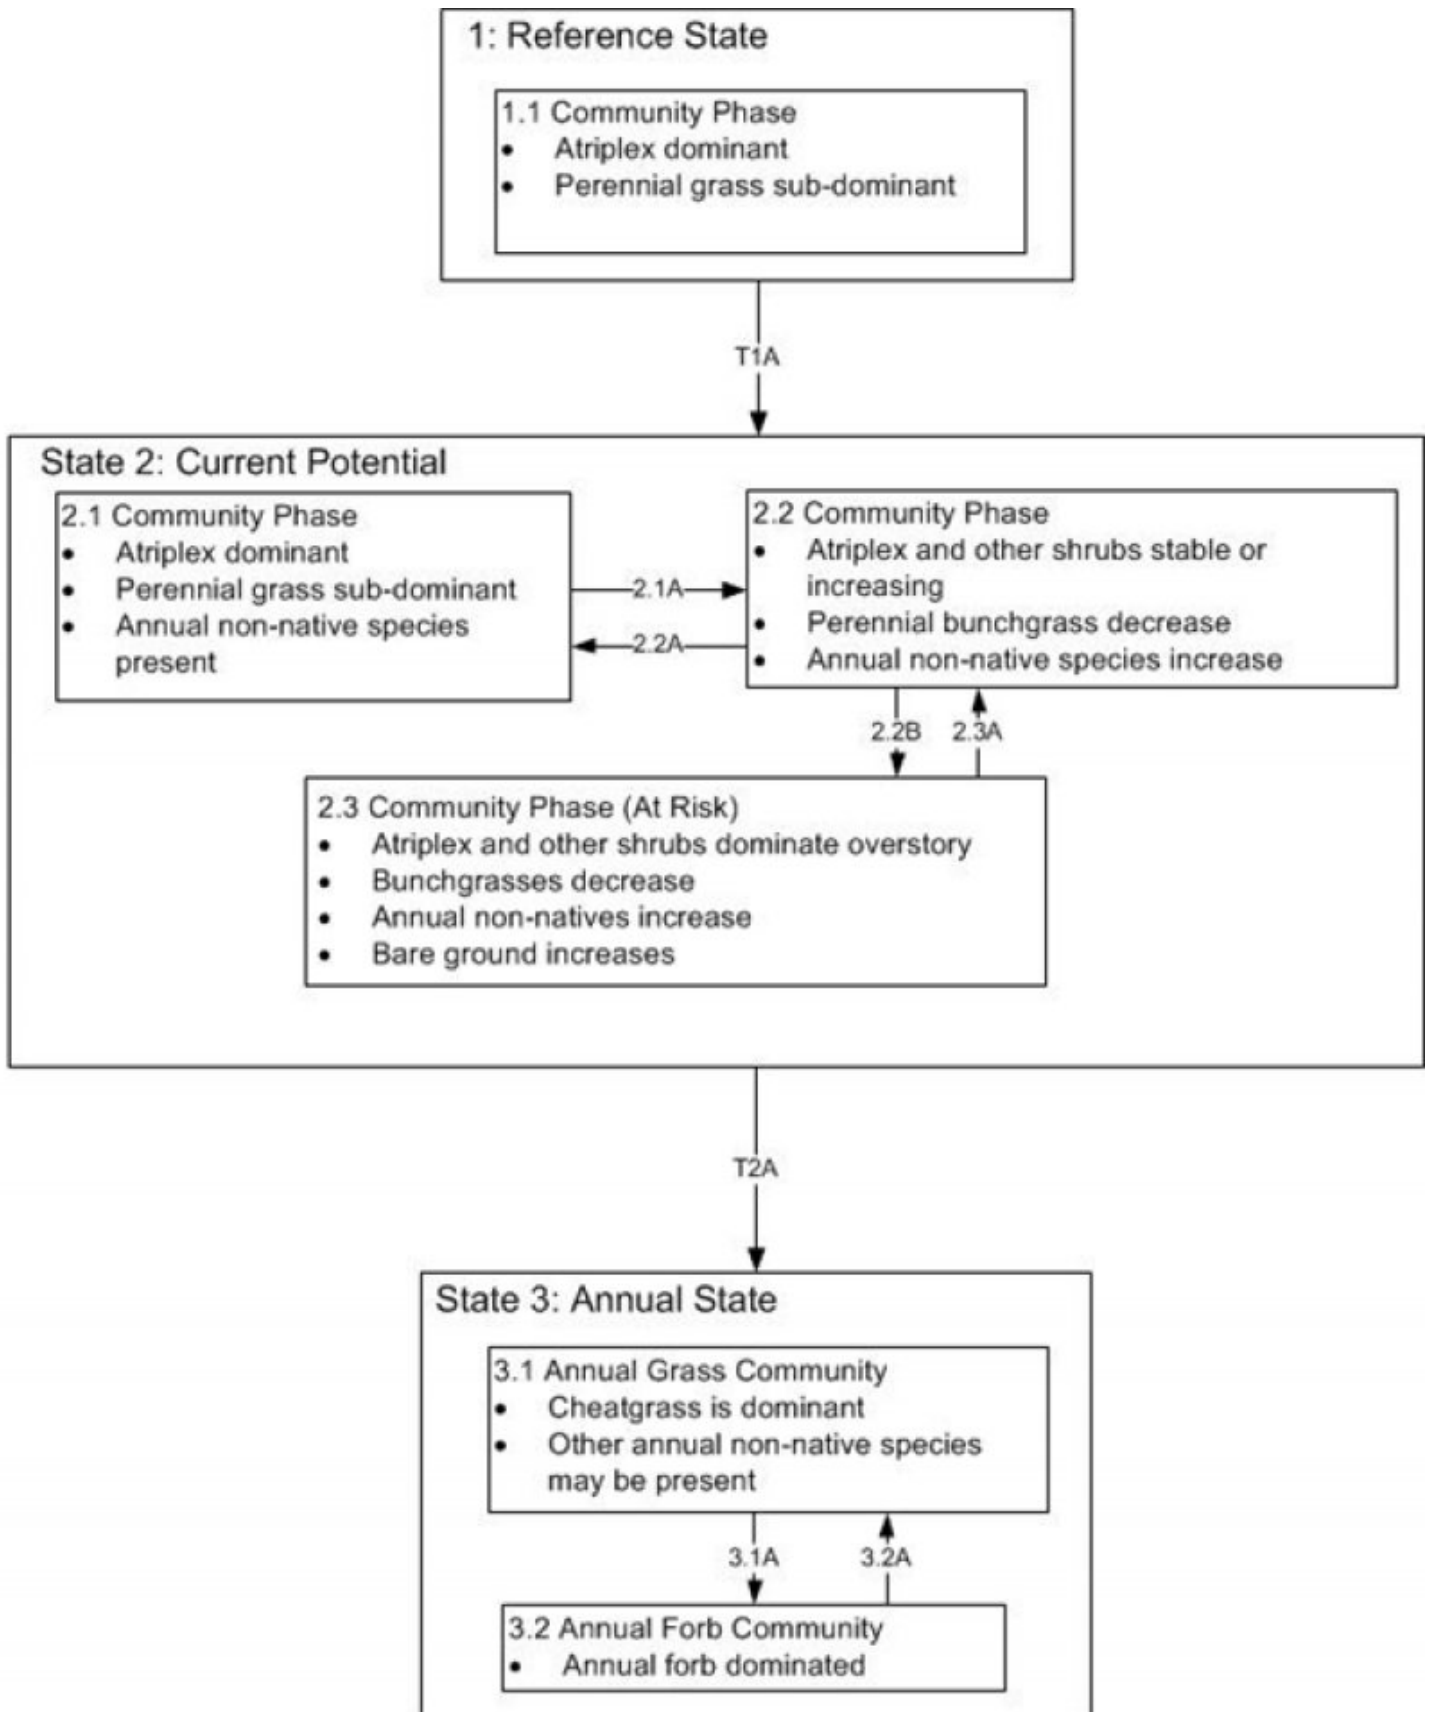 1: Reference State
1.1 Community Phase
• Atriplex dominant
• Perennial grass sub-dominant
T1A
State 2: Current Potential
2.1 Community Phase
• Atriplex dominant
• Perennial grass sub-dominant
• Annual non-native species
present
2.1A
2.2A
2.2 Community Phase
• Atriplex and other shrubs stable or
increasing
• Perennial bunchgrass decrease
• Annual non-native species increase
2.2B
2.3A
2.3 Community Phase (At Risk)
• Atriplex and other shrubs dominate overstory
• Bunchgrasses decrease
• Annual non-natives increase
• Bare ground increases
T2A
State 3: Annual State
3.1 Annual Grass Community
• Cheatgrass is dominant
• Other annual non-native species
may be present
3.1A
3.2A
3.2 Annual Forb Community
• Annual forb dominated